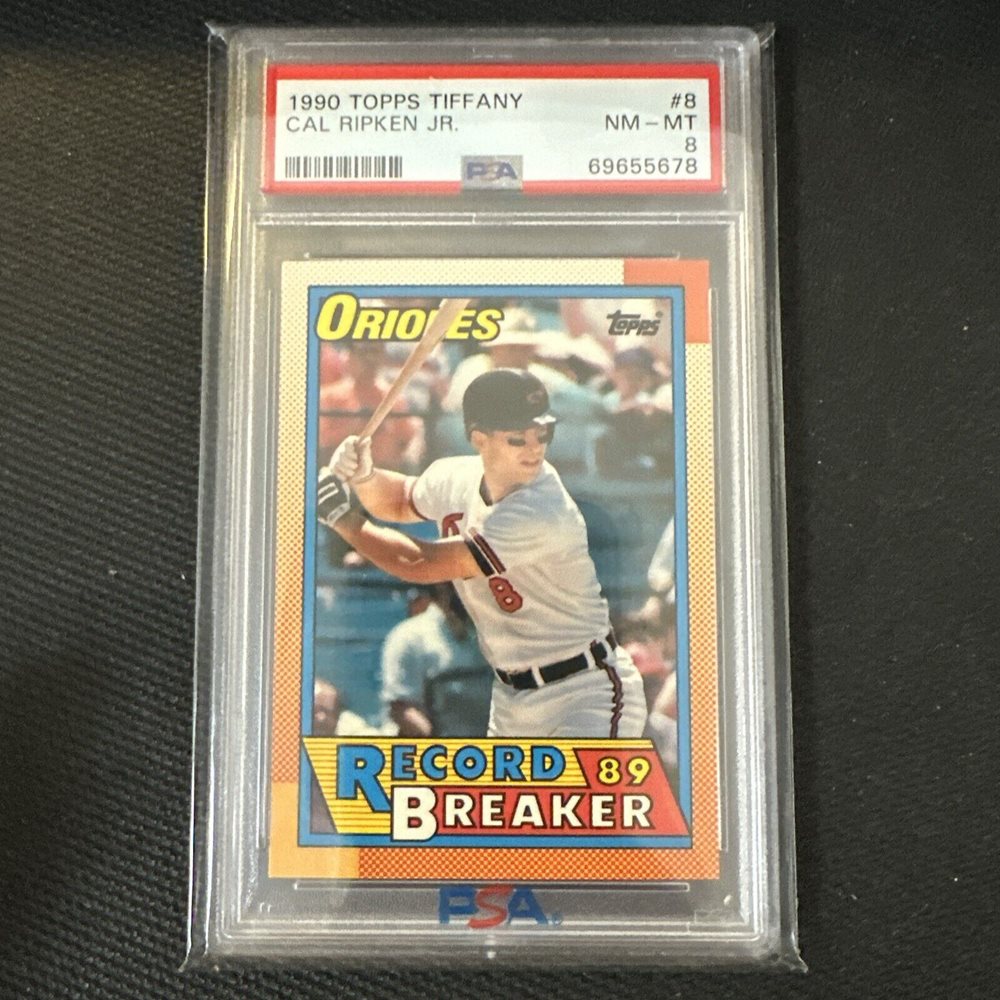 1990 TOPPS TIFFANY #8
CAL RIPKEN JR. NM-MT
8
PSA 69655678
ORIOLES topps
8
RECORD 89
BREAKER
PSA